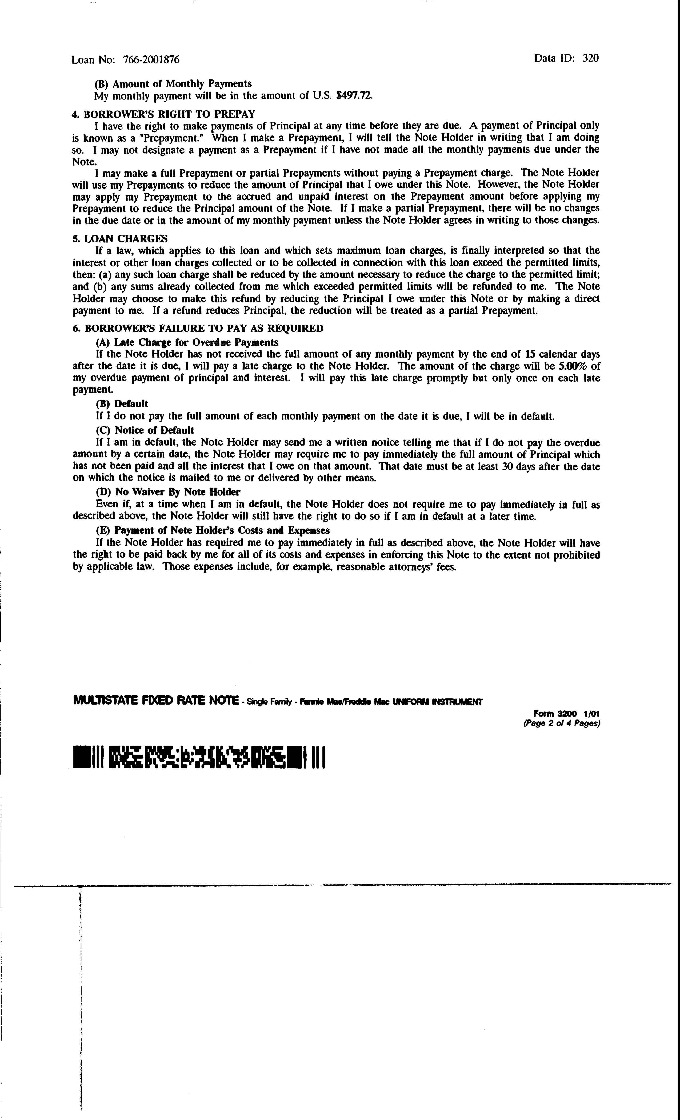 Loan No: 766-2001876 Data ID: 320
(B) Amount of Monthly Payments
My monthly payment will be in the amount of U.S. $497.72.
4. BORROWER'S RIGHT TO PREPAY
I have the right to make payments of Principal at any time before they are due. A payment of Principal only
is known as a "Prepayment." When I make a Prepayment, I will tell the Note Holder in writing that I am doing
so. I may not designate a payment as a Prepayment if I have not made all the monthly payments due under the
Note.
I may make a full Prepayment or partial Prepayments without paying a Prepayment charge. The Note Holder
will use my Prepayments to reduce the amount of Principal that I owe under this Note. However, the Note Holder
may apply my Prepayment to the accrued and unpaid interest on the Prepayment amount before applying my
Prepayment to reduce the Principal amount of the Note. If I make a partial Prepayment, there will be no changes
in the due date or in the amount of my monthly payment unless the Note Holder agrees in writing to those changes.
5. LOAN CHARGES
If a law, which applies to this loan and which sets maximum loan charges, is finally interpreted so that the
interest or other loan charges collected or to be collected in connection with this loan exceed the permitted limits,
then: (a) any such loan charge shall be reduced by the amount necessary to reduce the charge to the permitted limit;
and (b) any sums already collected from me which exceeded permitted limits will be refunded to me. The Note
Holder may choose to make this refund by reducing the Principal I owe under this Note or by making a direct
payment to me. If a refund reduces Principal, the reduction will be treated as a partial Prepayment.
6. BORROWER'S FAILURE TO PAY AS REQUIRED
(A) Late Charge for Overdue Payments
If the Note Holder has not received the full amount of any monthly payment by the end of 15 calendar days
after the date it is due, I will pay a late charge to the Note Holder. The amount of the charge will be 5.00% of
my overdue payment of principal and interest. I will pay this late charge promptly but only once on each late
payment.
(B) Default
If I do not pay the full amount of each monthly payment on the date it is due, I will be in default.
(C) Notice of Default
If I am in default, the Note Holder may send me a written notice telling me that if I do not pay the overdue
amount by a certain date, the Note Holder may require me to pay immediately the full amount of Principal which
has not been paid and all the interest that I owe on that amount. That date must be at least 30 days after the date
on which the notice is mailed to me or delivered by other means.
(D) No Waiver By Note Holder
Even if, at a time when I am in default, the Note Holder does not require me to pay immediately in full as
described above, the Note Holder will still have the right to do so if I am in default at a later time.
(E) Payment of Note Holder's Costs and Expenses
If the Note Holder has required me to pay immediately in full as described above, the Note Holder will have
the right to be paid back by me for all of its costs and expenses in enforcing this Note to the extent not prohibited
by applicable law. Those expenses include, for example, reasonable attorneys' fees.
MULTISTATE FIXED RATE NOTE - Single Family - Fannie Mae/Freddie Mac UNIFORM INSTRUMENT
Form 3200 1/01
(Page 2 of 4 Pages)